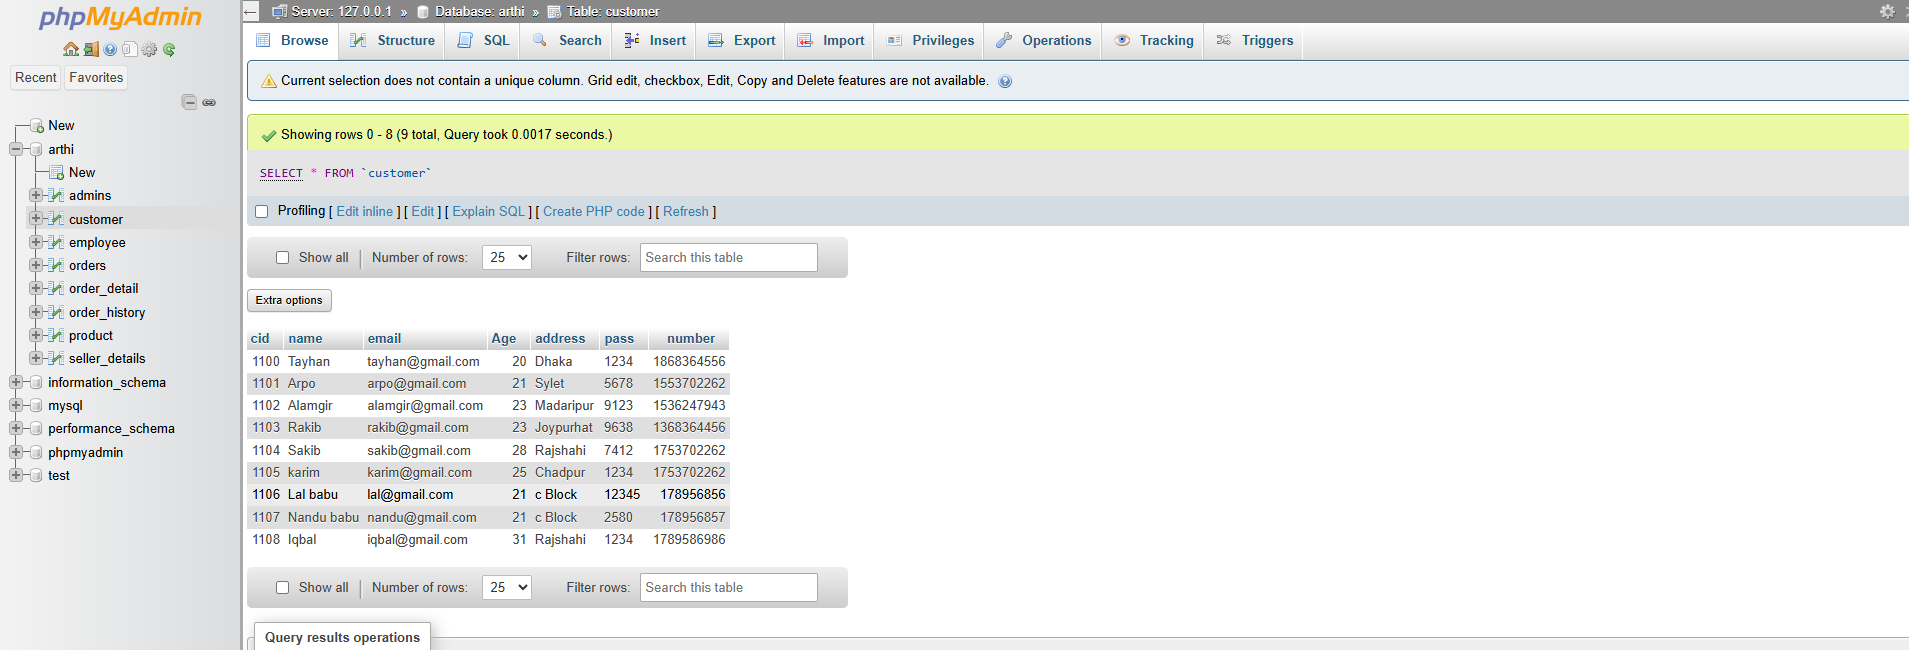 phpMyAdmin
Recent Favorites
New
arthi
New
admins
customer
employee
orders
order_detail
order_history
product
seller_details
information_schema
mysql
performance_schema
phpmyadmin
test
Server: 127.0.0.1 » Database: arthi » Table: customer
Browse Structure SQL Search Insert Export Import Privileges Operations Tracking Triggers
Current selection does not contain a unique column. Grid edit, checkbox, Edit, Copy and Delete features are not available.
Showing rows 0 - 8 (9 total, Query took 0.0017 seconds.)
SELECT * FROM `customer`
Profiling [ Edit inline ] [ Edit ] [ Explain SQL ] [ Create PHP code ] [ Refresh ]
Show all Number of rows: 25 Filter rows: Search this table
Extra options
cid name email Age address pass number
1100 Tayhan tayhan@gmail.com 20 Dhaka 1234 1868364556
1101 Arpo arpo@gmail.com 21 Sylet 5678 1553702262
1102 Alamgir alamgir@gmail.com 23 Madaripur 9123 1536247943
1103 Rakib rakib@gmail.com 23 Joypurhat 9638 1368364456
1104 Sakib sakib@gmail.com 28 Rajshahi 7412 1753702262
1105 karim karim@gmail.com 25 Chadpur 1234 1753702262
1106 Lal babu lal@gmail.com 21 c Block 12345 178956856
1107 Nandu babu nandu@gmail.com 21 c Block 2580 178956857
1108 Iqbal iqbal@gmail.com 31 Rajshahi 1234 1789586986
Show all Number of rows: 25 Filter rows: Search this table
Query results operations